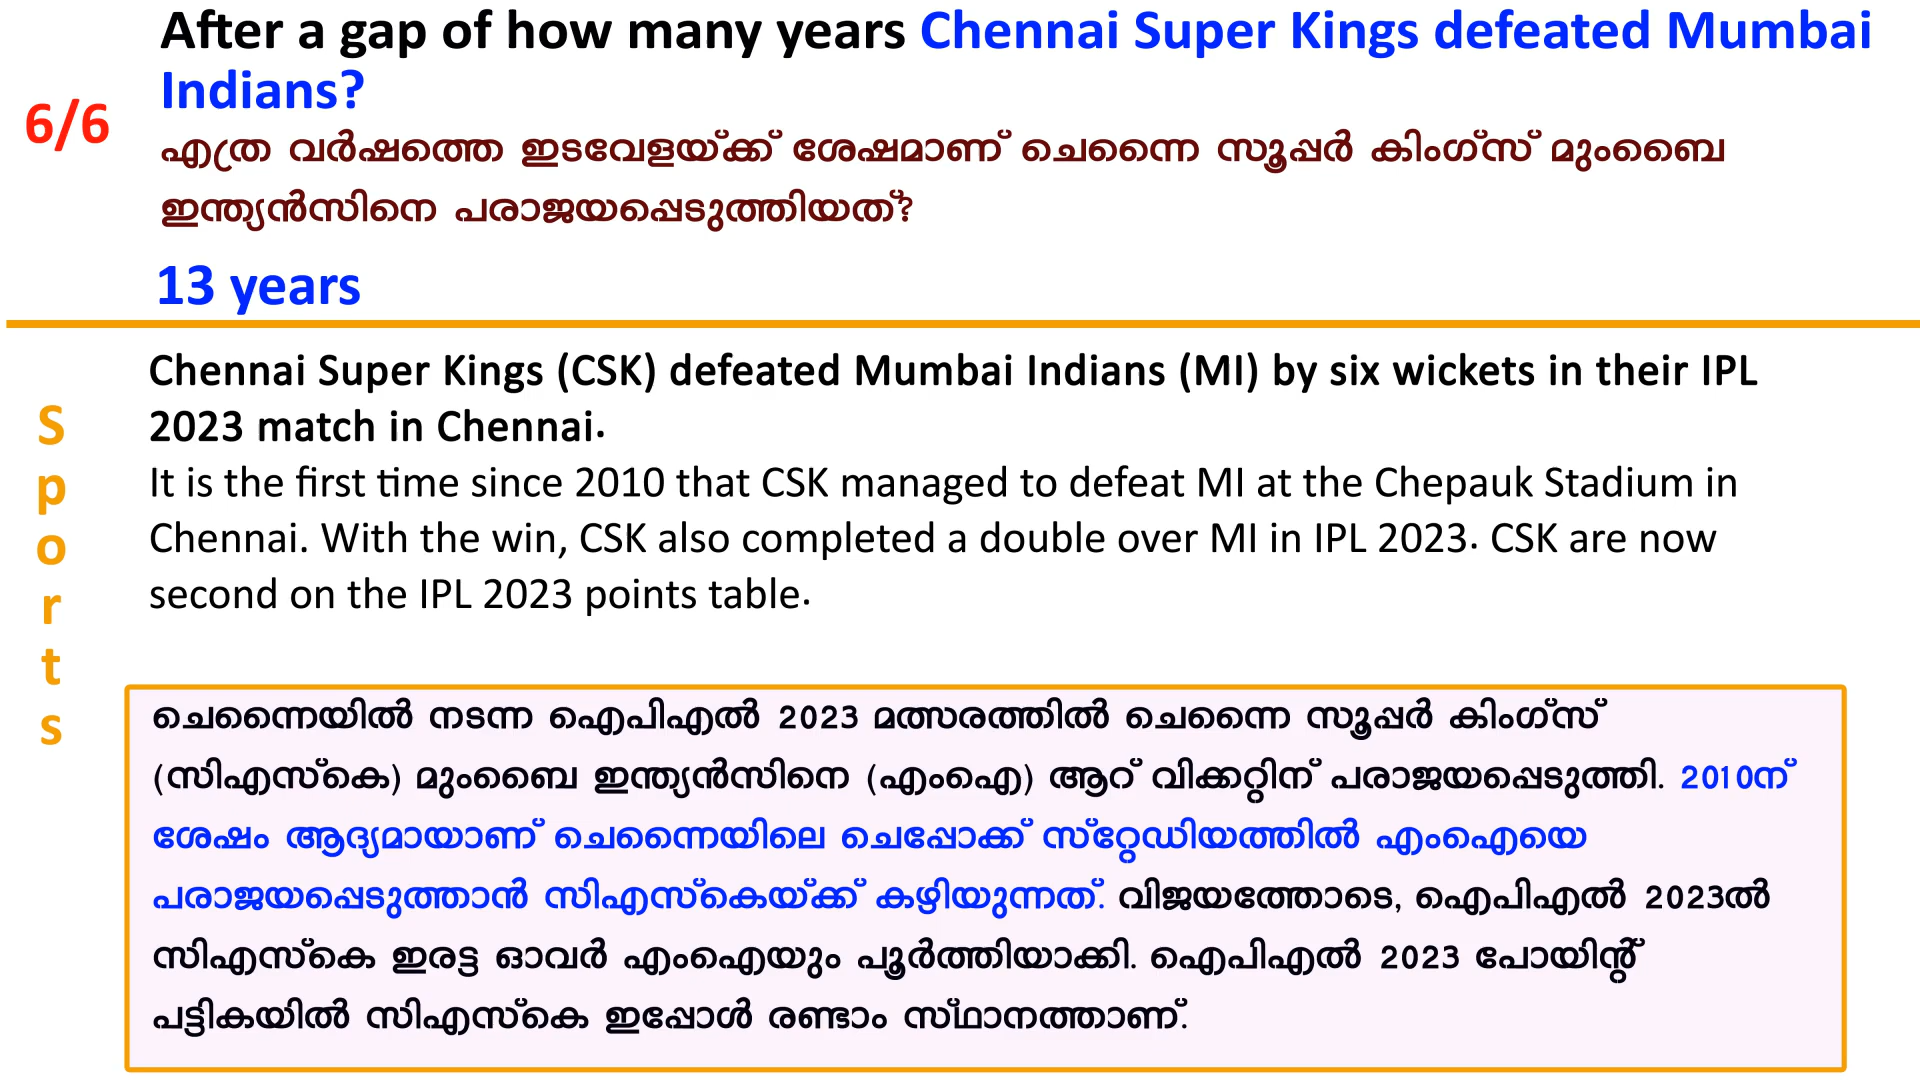 After a gap of how many years Chennai Super Kings defeated Mumbai
Indians?
6/6
എത്ര വർഷത്തെ ഇടവേളയ്ക്ക് ശേഷമാണ് ചെന്നൈ സൂപ്പർ കിംഗ്സ് മുംബൈ
ഇന്ത്യൻസിനെ പരാജയപ്പെടുത്തിയത്?
13 years
Sports
Chennai Super Kings (CSK) defeated Mumbai Indians (MI) by six wickets in their IPL
2023 match in Chennai.
It is the first time since 2010 that CSK managed to defeat MI at the Chepauk Stadium in
Chennai. With the win, CSK also completed a double over MI in IPL 2023. CSK are now
second on the IPL 2023 points table.
ചെന്നൈയിൽ നടന്ന ഐപിഎൽ 2023 മത്സരത്തിൽ ചെന്നൈ സൂപ്പർ കിംഗ്സ്
(സിഎസ്കെ) മുംബൈ ഇന്ത്യൻസിനെ (എംഐ) ആറ് വിക്കറ്റിന് പരാജയപ്പെടുത്തി. 2010ന്
ശേഷം ആദ്യമായാണ് ചെന്നൈയിലെ ചെപ്പോക്ക് സ്റ്റേഡിയത്തിൽ എംഐയെ
പരാജയപ്പെടുത്താൻ സിഎസ്കെയ്ക്ക് കഴിയുന്നത്. വിജയത്തോടെ, ഐപിഎൽ 2023ൽ
സിഎസ്കെ ഇരട്ട ഓവർ എംഐയും പൂർത്തിയാക്കി. ഐപിഎൽ 2023 പോയിന്റ്
പട്ടികയിൽ സിഎസ്കെ ഇപ്പോൾ രണ്ടാം സ്ഥാനത്താണ്.